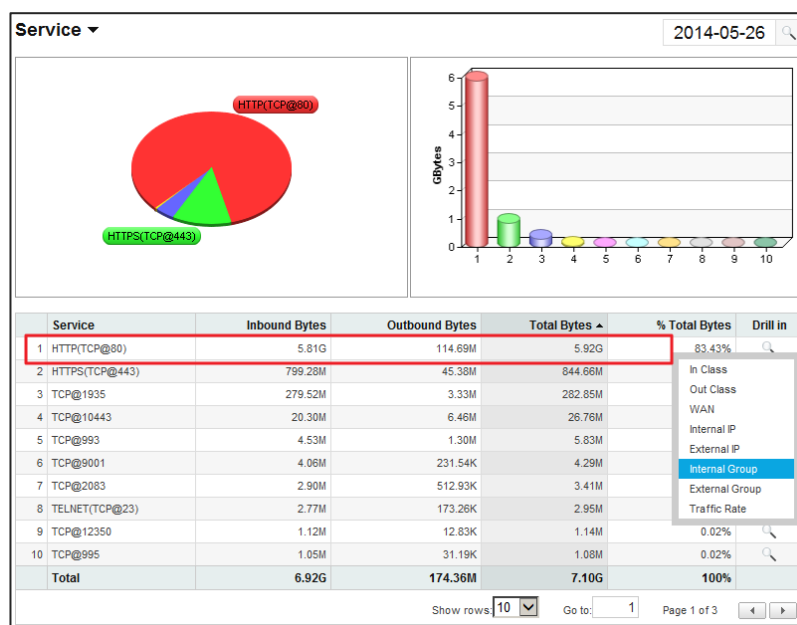 Service
2014-05-26
HTTP(TCP@80)
HTTPS(TCP@443)
GBytes
6
5
4
3
2
1
0
1 2 3 4 5 6 7 8 9 10
Service Inbound Bytes Outbound Bytes Total Bytes % Total Bytes Drill in
1 HTTP(TCP@80) 5.81G 114.69M 5.92G 83.43%
2 HTTPS(TCP@443) 799.28M 45.38M 844.66M
3 TCP@1935 279.52M 3.33M 282.85M
4 TCP@10443 20.30M 6.46M 26.76M
5 TCP@993 4.53M 1.30M 5.83M
6 TCP@9001 4.06M 231.54K 4.29M
7 TCP@2083 2.90M 512.93K 3.41M
8 TELNET(TCP@23) 2.77M 173.26K 2.95M
9 TCP@12350 1.12M 12.83K 1.14M 0.02%
10 TCP@995 1.05M 31.19K 1.08M 0.02%
Total 6.92G 174.36M 7.10G 100%
In Class
Out Class
WAN
Internal IP
External IP
Internal Group
External Group
Traffic Rate
Show rows: 10 Go to: 1 Page 1 of 3